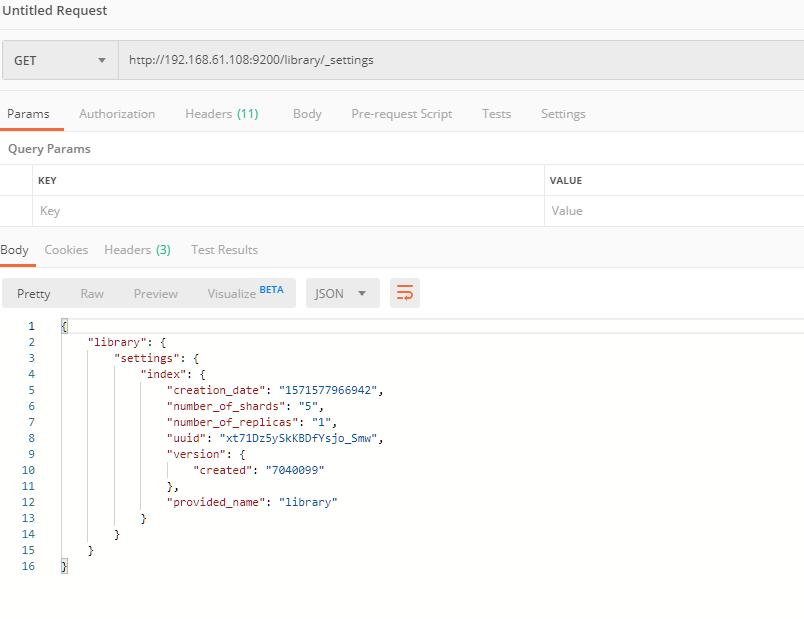 Untitled Request
GET http://192.168.61.108:9200/library/_settings
Params Authorization Headers (11) Body Pre-request Script Tests Settings
Query Params
KEY VALUE
Key Value
Body Cookies Headers (3) Test Results
Pretty Raw Preview Visualize BETA JSON
1 {
2 "library": {
3 "settings": {
4 "index": {
5 "creation_date": "1571577966942",
6 "number_of_shards": "5",
7 "number_of_replicas": "1",
8 "uuid": "xt71Dz5ySkKBDfYsjo_Smw",
9 "version": {
10 "created": "7040099"
11 },
12 "provided_name": "library"
13 }
14 }
15 }
16 }